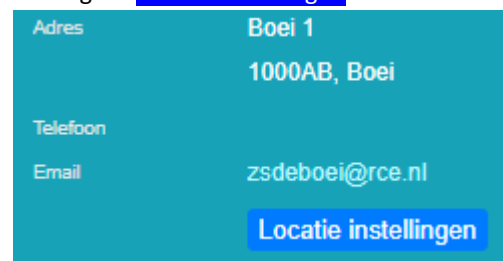 Adres Boei 1
1000AB, Boei
Telefoon
Email zsdeboei@rce.nl
Locatie instellingen